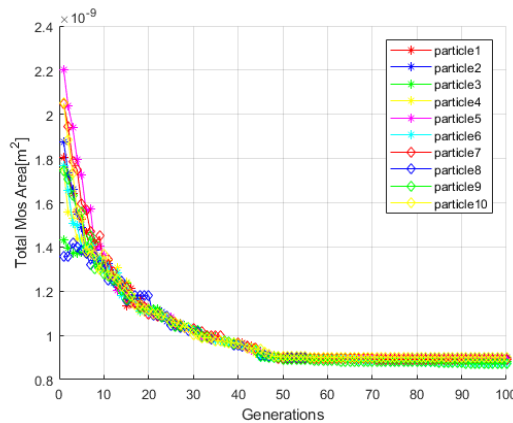 ×10^-9
2.4
2.2
2
1.8
1.6
1.4
1.2
1
0.8
Total Mos Area[m²]
0 10 20 30 40 50 60 70 80 90 100
Generations
particle1
particle2
particle3
particle4
particle5
particle6
particle7
particle8
particle9
particle10